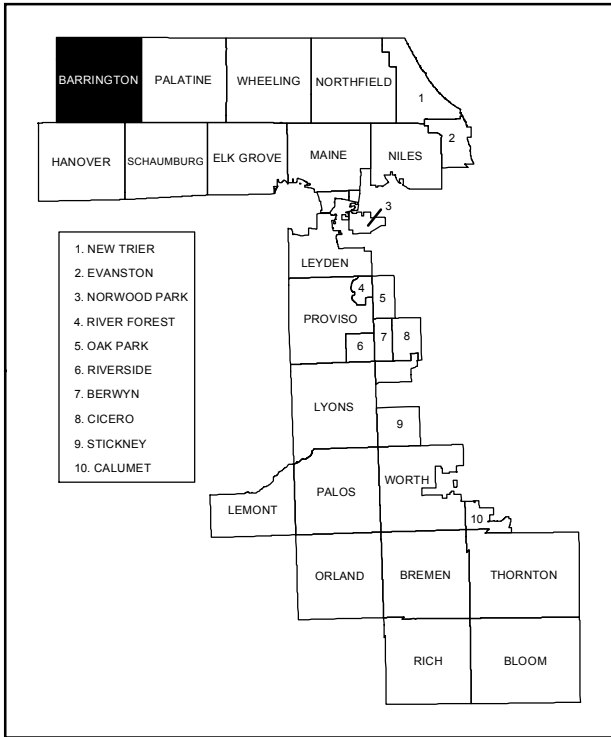 BARRINGTON
PALATINE
WHEELING
NORTHFIELD
1
2
HANOVER
SCHAUMBURG
ELK GROVE
MAINE
NILES
3
1. NEW TRIER
2. EVANSTON
3. NORWOOD PARK
4. RIVER FOREST
5. OAK PARK
6. RIVERSIDE
7. BERWYN
8. CICERO
9. STICKNEY
10. CALUMET
LEYDEN
4
5
PROVISO
6
7
8
LYONS
9
WORTH
PALOS
LEMONT
10
ORLAND
BREMEN
THORNTON
RICH
BLOOM